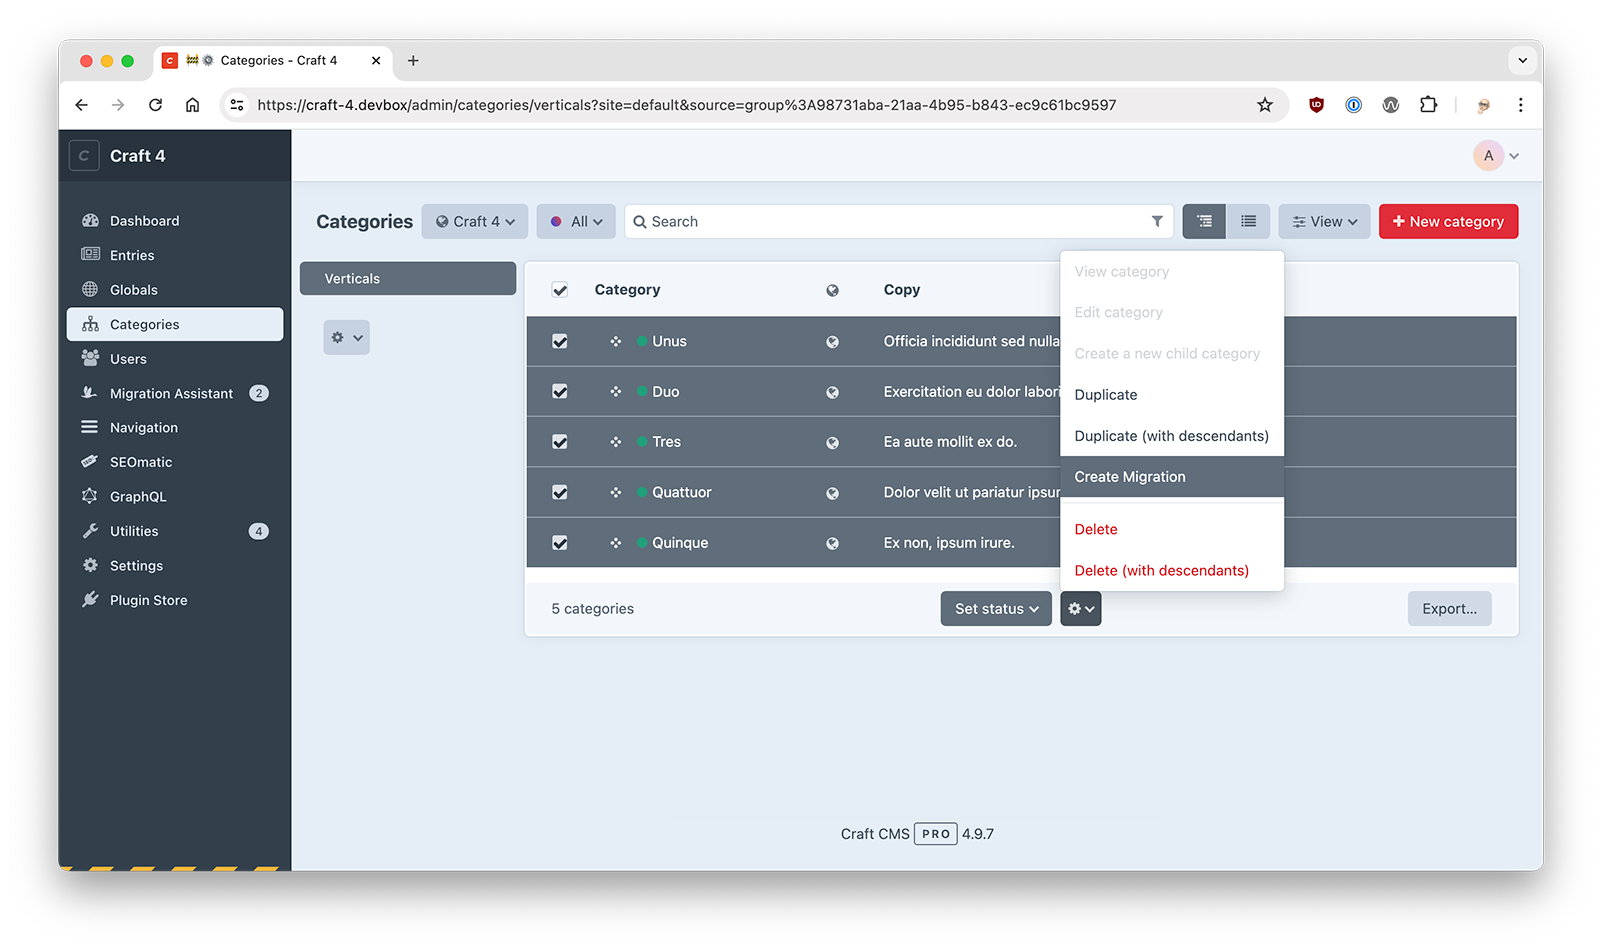 Categories - Craft 4
https://craft-4.devbox/admin/categories/verticals?site=default&source=group%3A98731aba-21aa-4b95-b843-ec9c61bc9597
C Craft 4
A
Dashboard
Entries
Globals
Categories
Users
Migration Assistant 2
Navigation
SEOmatic
GraphQL
Utilities 4
Settings
Plugin Store
Categories Craft 4 All Search View + New category
Verticals
Category Copy
Unus Officia incididunt sed nulla
Duo Exercitation eu dolor labori
Tres Ea aute mollit ex do.
Quattuor Dolor velit ut pariatur ipsum
Quinque Ex non, ipsum irure.
View category
Edit category
Create a new child category
Duplicate
Duplicate (with descendants)
Create Migration
Delete
Delete (with descendants)
5 categories Set status Export...
Craft CMS PRO 4.9.7